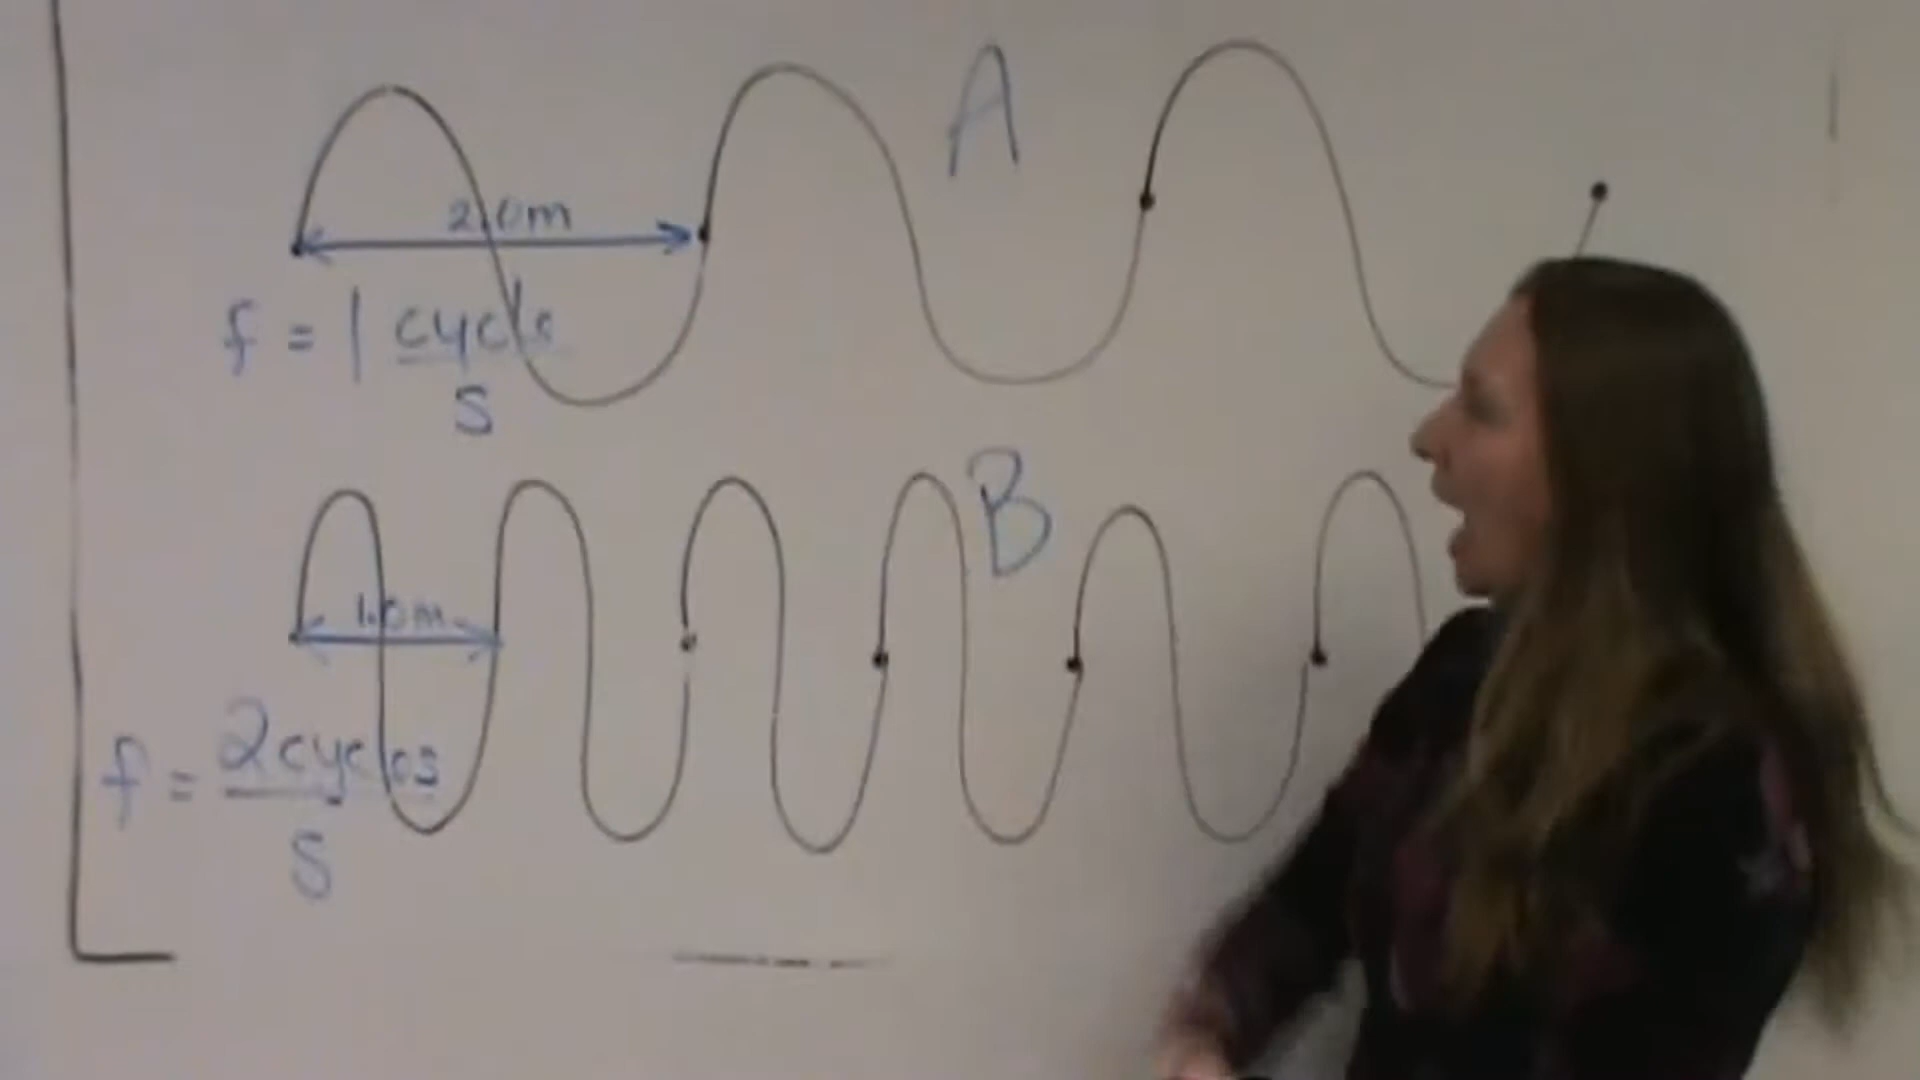 A
2.0m
f = 1 cycle
s
B
1.0m
f = 2 cycles
s